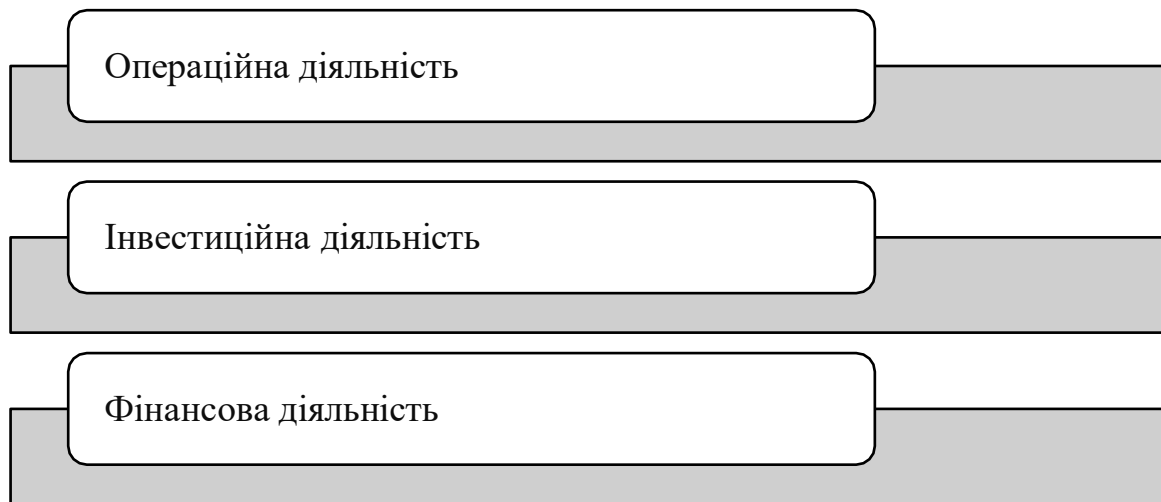 Операційна діяльність
Інвестиційна діяльність
Фінансова діяльність